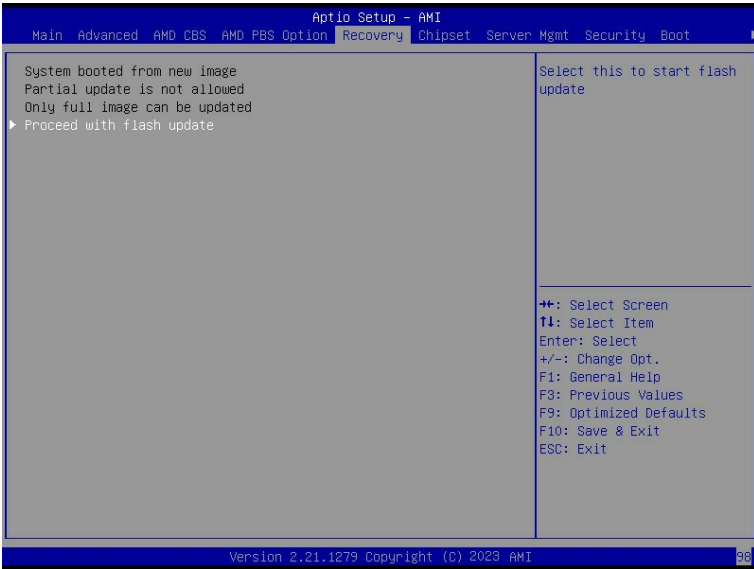 Aptio Setup – AMI
Main Advanced AMD CBS AMD PBS Option Recovery Chipset Server Mgmt Security Boot
System booted from new image
Partial update is not allowed
Only full image can be updated
Proceed with flash update
Select this to start flash
update
→←: Select Screen
↑↓: Select Item
Enter: Select
+/-: Change Opt.
F1: General Help
F3: Previous Values
F9: Optimized Defaults
F10: Save & Exit
ESC: Exit
Version 2.21.1279 Copyright (C) 2023 AMI
98